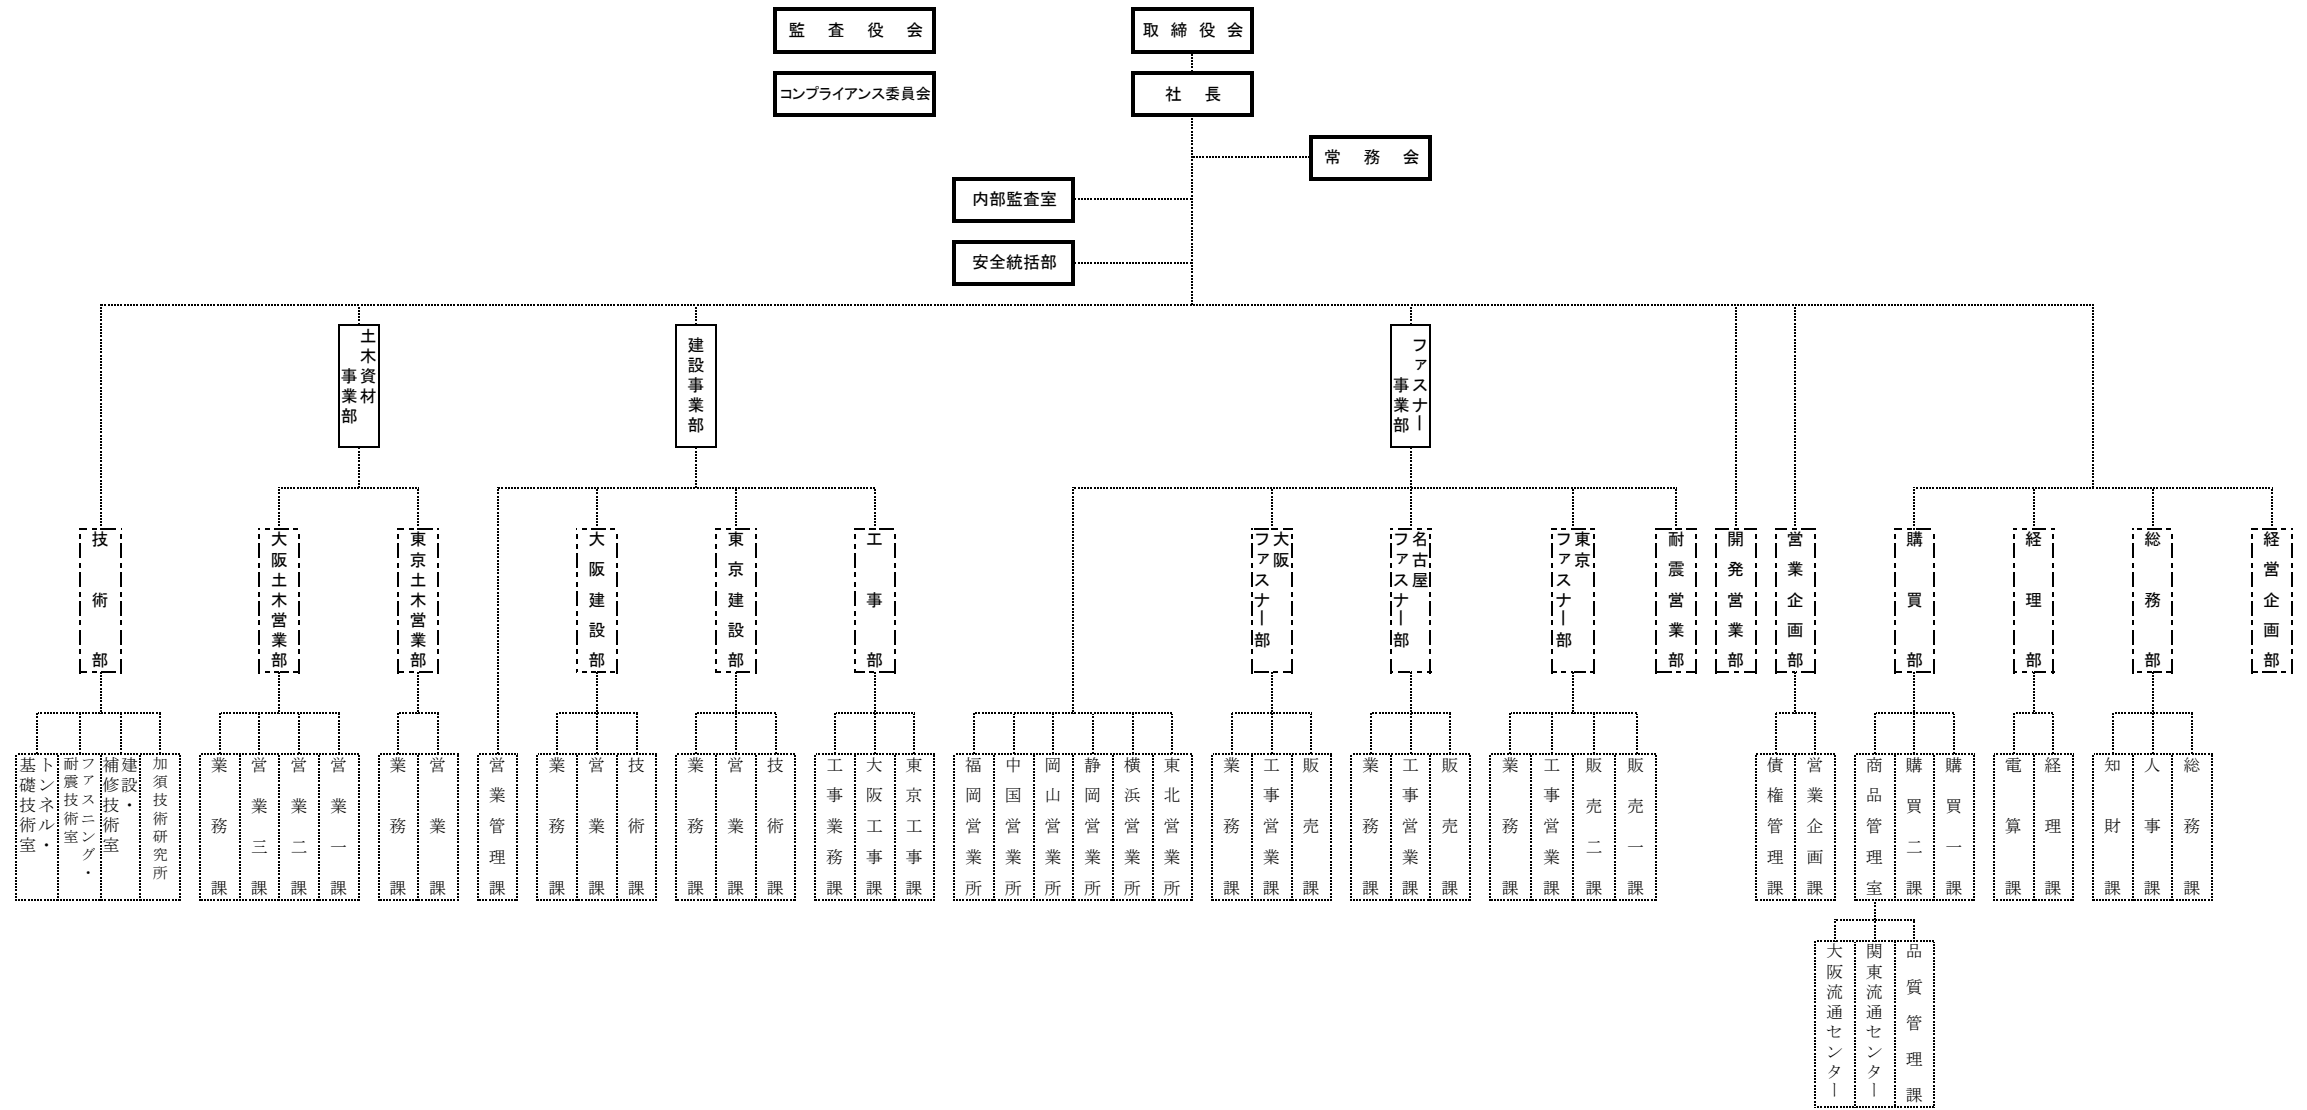 監査役会
取締役会
コンプライアンス委員会
社長
常務会
内部監査室
安全統括部
土木資材
事業部
建設事業部
ファスナー
事業部
技術部
大阪土木営業部
東京土木営業部
大阪建設部
東京建設部
工事部
大阪
ファスナー部
名古屋
ファスナー部
東京
ファスナー部
耐震営業部
開発営業部
営業企画部
購買部
経理部
総務部
経営企画部
トンネル・
基礎技術室
ファスニング・
耐震技術室
建設・
補修技術室
加須技術研究所
業務課
営業三課
営業二課
営業一課
業務課
営業課
営業管理課
業務課
営業課
技術課
業務課
営業課
技術課
工事業務課
大阪工事課
東京工事課
福岡営業所
中国営業所
岡山営業所
静岡営業所
横浜営業所
東北営業所
業務課
工事営業課
販売課
業務課
工事営業課
販売課
業務課
工事営業課
販売二課
販売一課
債権管理課
営業企画課
商品管理室
購買二課
購買一課
電算課
経理課
知財課
人事課
総務課
大阪流通センター
関東流通センター
品質管理課